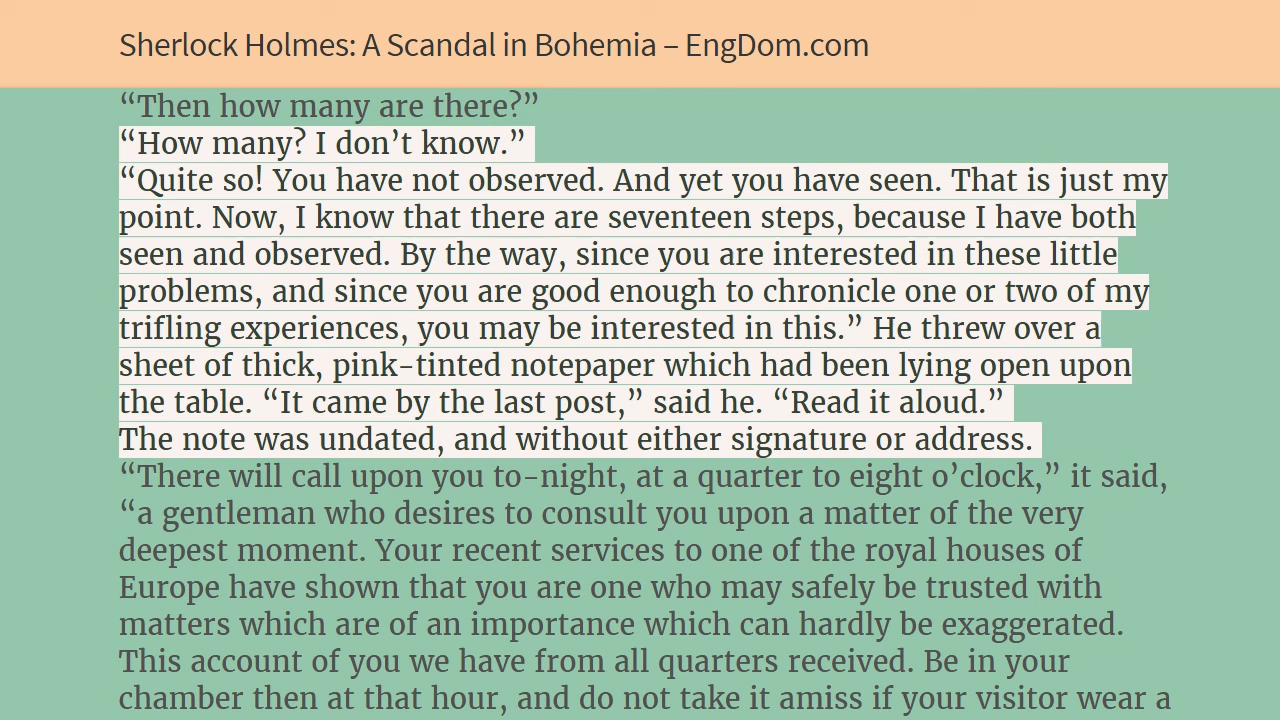 Sherlock Holmes: A Scandal in Bohemia – EngDom.com
“Then how many are there?”
“How many? I don’t know.”
“Quite so! You have not observed. And yet you have seen. That is just my
point. Now, I know that there are seventeen steps, because I have both
seen and observed. By the way, since you are interested in these little
problems, and since you are good enough to chronicle one or two of my
trifling experiences, you may be interested in this.” He threw over a
sheet of thick, pink-tinted notepaper which had been lying open upon
the table. “It came by the last post,” said he. “Read it aloud.”
The note was undated, and without either signature or address.
“There will call upon you to-night, at a quarter to eight o’clock,” it said,
“a gentleman who desires to consult you upon a matter of the very
deepest moment. Your recent services to one of the royal houses of
Europe have shown that you are one who may safely be trusted with
matters which are of an importance which can hardly be exaggerated.
This account of you we have from all quarters received. Be in your
chamber then at that hour, and do not take it amiss if your visitor wear a